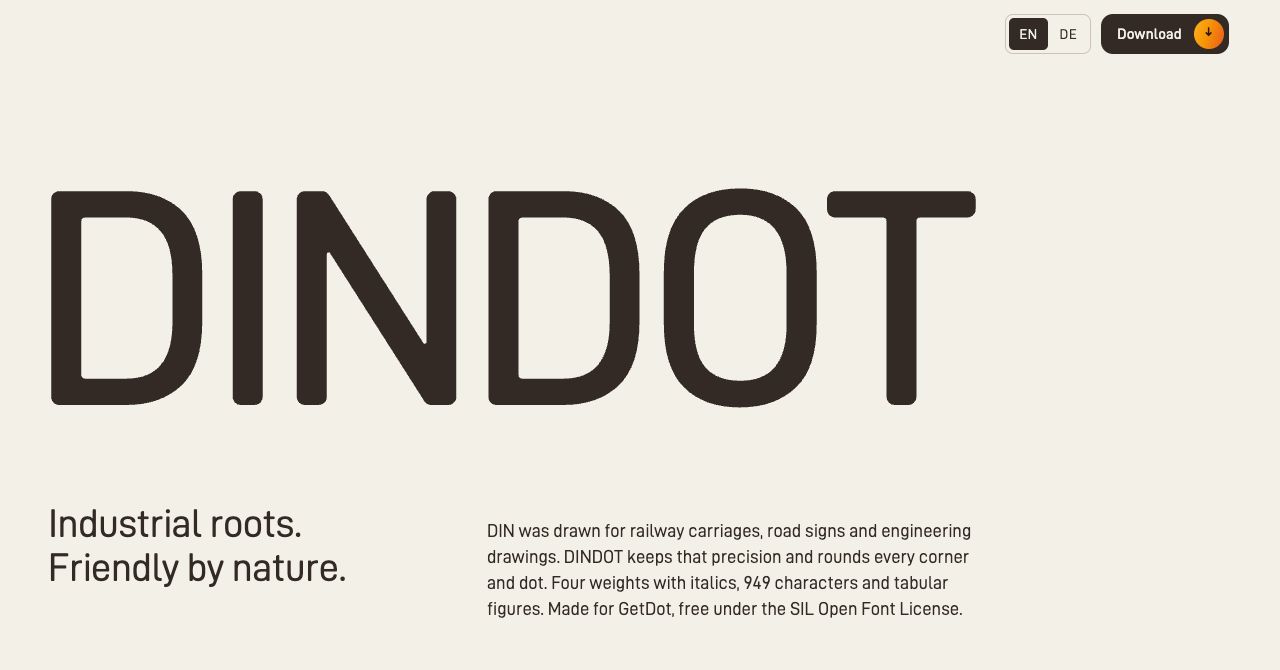 EN DE Download
DINDOT
Industrial roots.
Friendly by nature.
DIN was drawn for railway carriages, road signs and engineering
drawings. DINDOT keeps that precision and rounds every corner
and dot. Four weights with italics, 949 characters and tabular
figures. Made for GetDot, free under the SIL Open Font License.